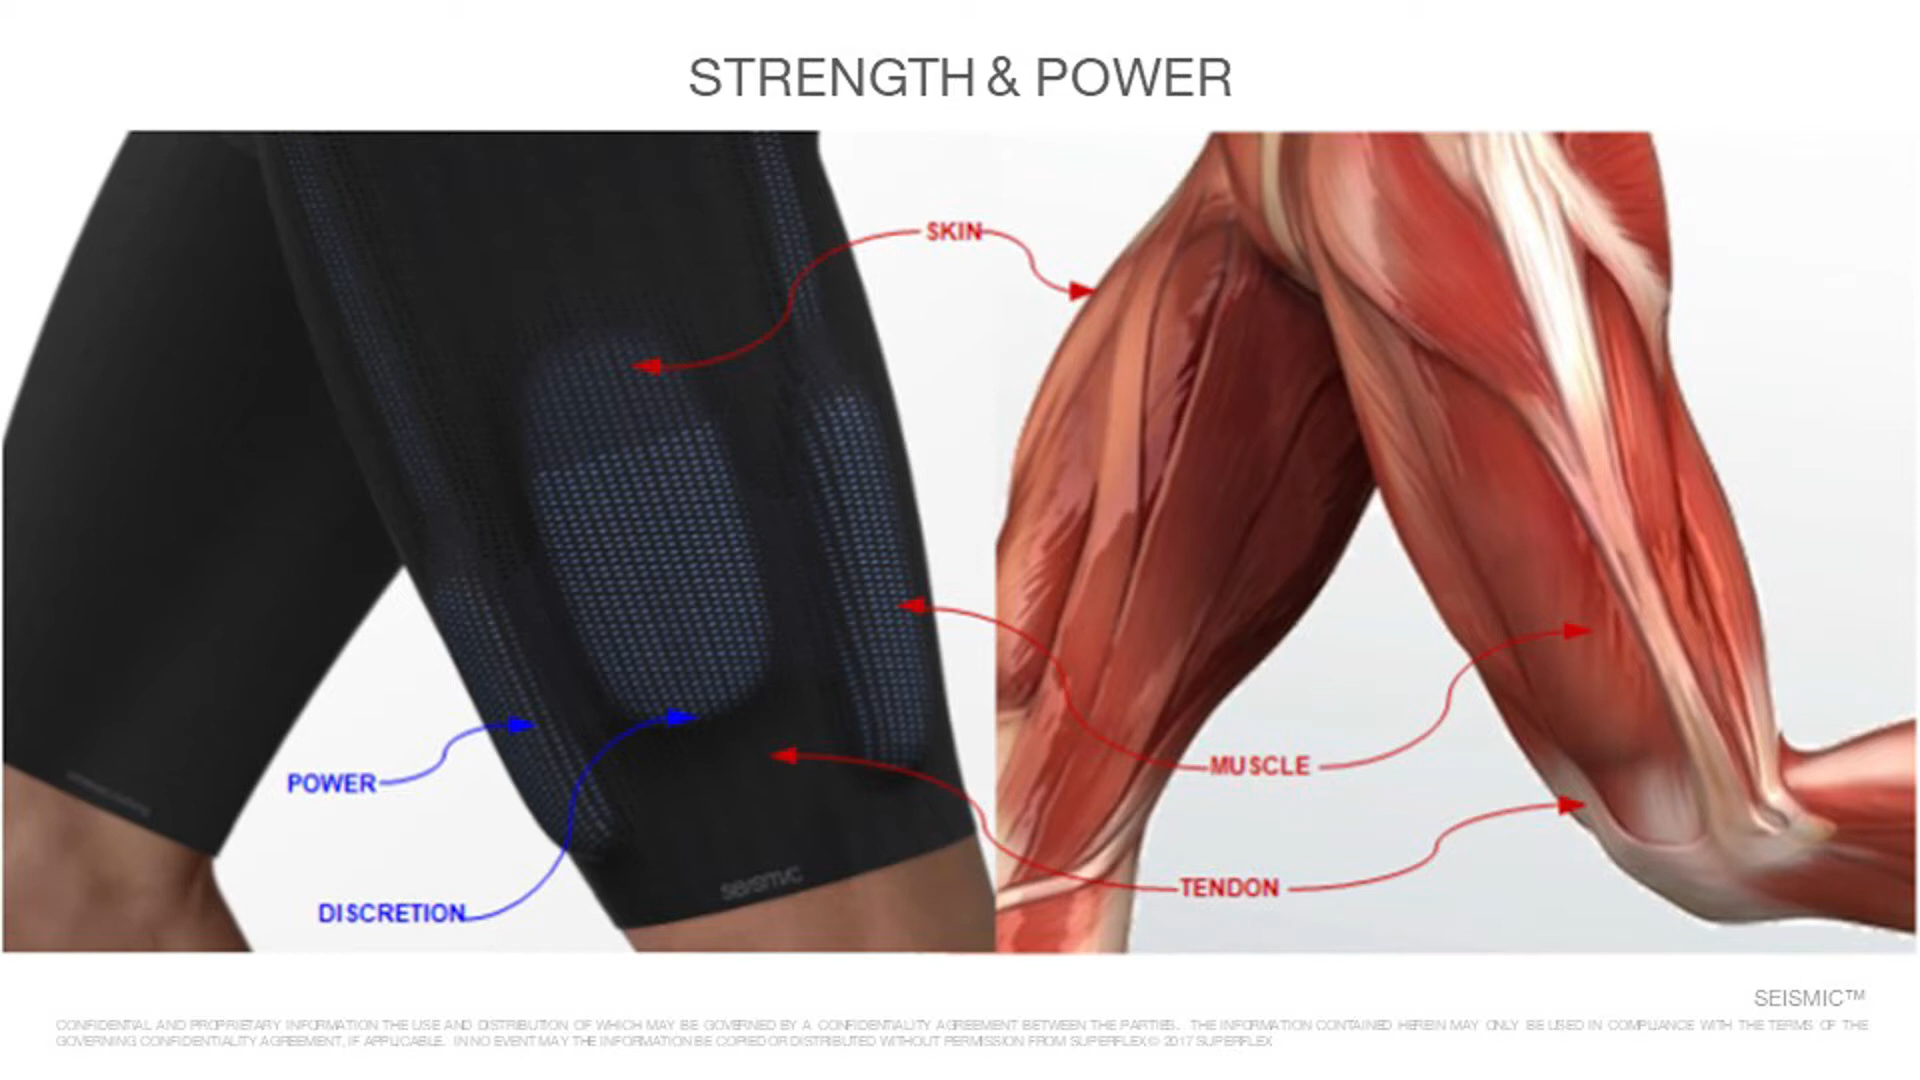 STRENGTH & POWER
SKIN
POWER
MUSCLE
SEISMIC
TENDON
DISCRETION
SEISMIC™
CONFIDENTIAL AND PROPRIETARY INFORMATION THE USE AND DISTRIBUTION OF WHICH MAY BE GOVERNED BY A CONFIDENTIALITY AGREEMENT BETWEEN THE PARTIES. THE INFORMATION CONTAINED HEREIN MAY ONLY BE USED IN COMPLIANCE WITH THE TERMS OF THE
GOVERNING CONFIDENTIALITY AGREEMENT, IF APPLICABLE. IN NO EVENT MAY THE INFORMATION BE COPIED OR DISTRIBUTED WITHOUT PERMISSION FROM SUPERFLEX © 2017 SUPERFLEX